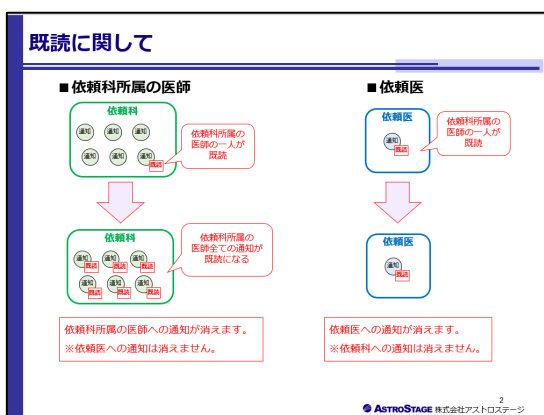 既読に関して
■依頼科所属の医師
依頼科
通知
通知
通知
通知
通知
通知
既読
依頼科所属の
医師の一人が
既読
依頼科
通知
既読
通知
既読
通知
既読
通知
既読
通知
既読
通知
既読
依頼科所属の
医師全ての通知が
既読になる
依頼科所属の医師への通知が消えます。
※依頼医への通知は消えません。
■依頼医
依頼医
通知
既読
依頼科所属の
医師の一人が
既読
依頼医
通知
既読
依頼医への通知が消えます。
※依頼科への通知は消えません。
2
ASTROSTAGE 株式会社アストロステージ